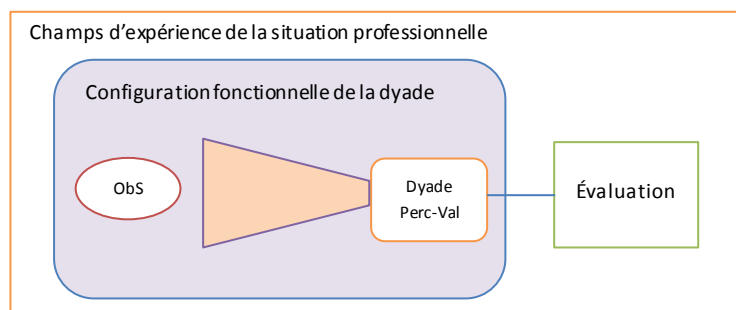 Champs d'expérience de la situation professionnelle
Configuration fonctionnelle de la dyade
ObS
Dyade
Perc-Val
Évaluation